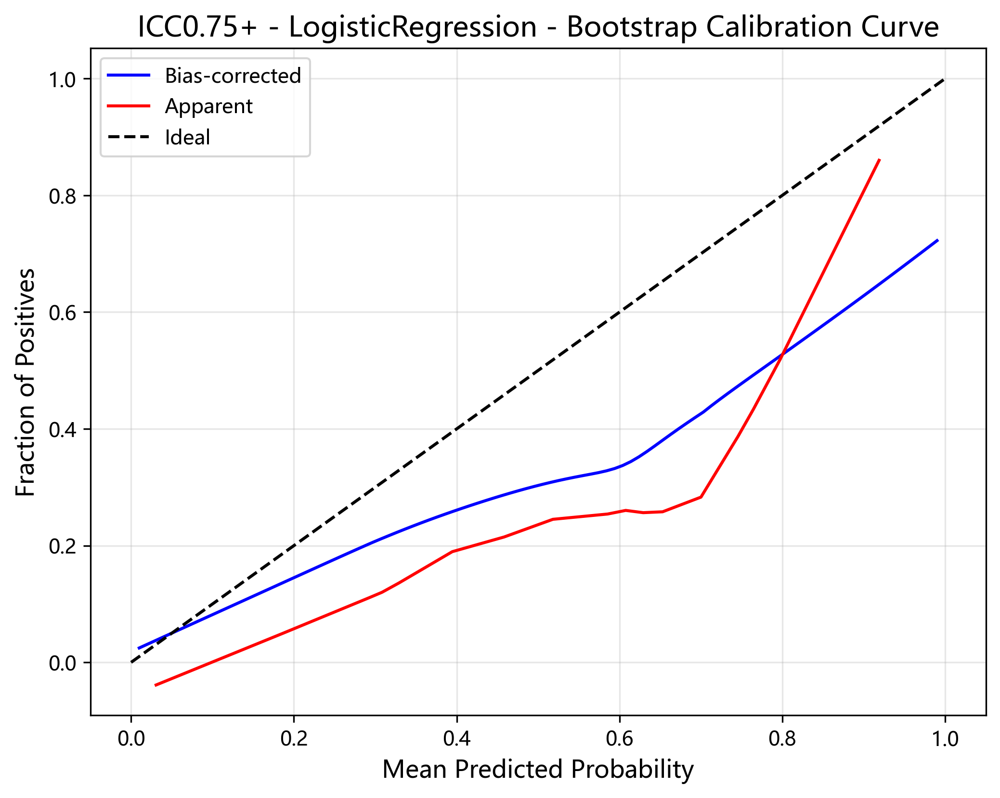 ICC0.75+ - LogisticRegression - Bootstrap Calibration Curve
Bias-corrected
Apparent
Ideal
1.0
0.8
0.6
0.4
0.2
0.0
Fraction of Positives
0.0 0.2 0.4 0.6 0.8 1.0
Mean Predicted Probability